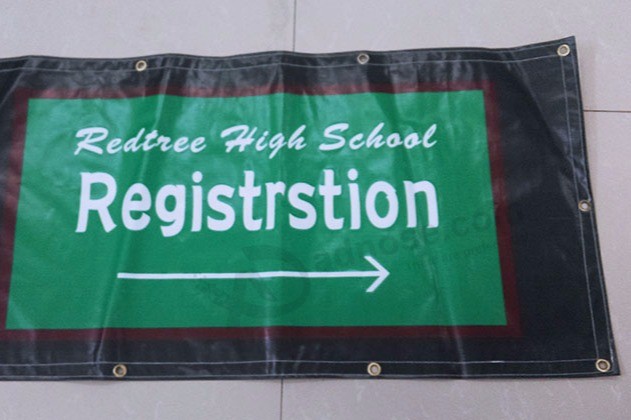 Redtree High School
Registrstion